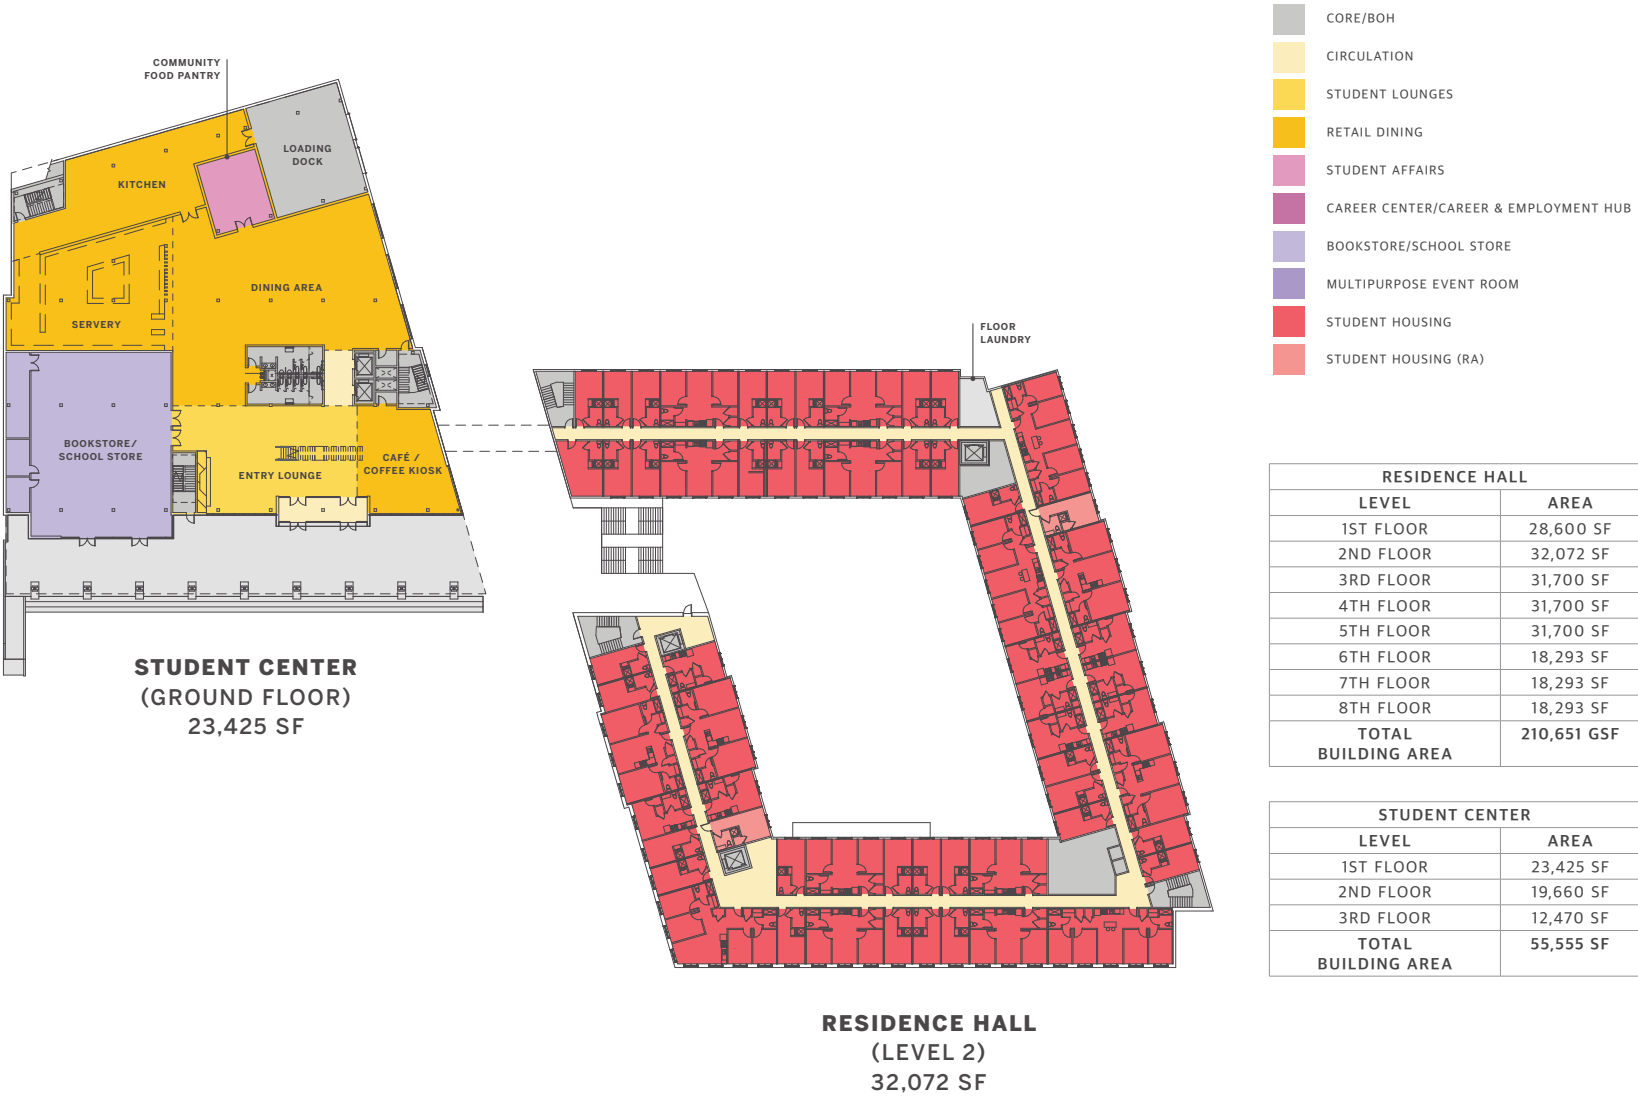 COMMUNITY
FOOD PANTRY
LOADING
DOCK
KITCHEN
DINING AREA
SERVERY
BOOKSTORE/
SCHOOL STORE
ENTRY LOUNGE
CAFÉ /
COFFEE KIOSK
STUDENT CENTER
(GROUND FLOOR)
23,425 SF
FLOOR
LAUNDRY
RESIDENCE HALL
(LEVEL 2)
32,072 SF
CORE/BOH
CIRCULATION
STUDENT LOUNGES
RETAIL DINING
STUDENT AFFAIRS
CAREER CENTER/CAREER & EMPLOYMENT HUB
BOOKSTORE/SCHOOL STORE
MULTIPURPOSE EVENT ROOM
STUDENT HOUSING
STUDENT HOUSING (RA)
RESIDENCE HALL
LEVEL AREA
1ST FLOOR 28,600 SF
2ND FLOOR 32,072 SF
3RD FLOOR 31,700 SF
4TH FLOOR 31,700 SF
5TH FLOOR 31,700 SF
6TH FLOOR 18,293 SF
7TH FLOOR 18,293 SF
8TH FLOOR 18,293 SF
TOTAL 210,651 GSF
BUILDING AREA
STUDENT CENTER
LEVEL AREA
1ST FLOOR 23,425 SF
2ND FLOOR 19,660 SF
3RD FLOOR 12,470 SF
TOTAL 55,555 SF
BUILDING AREA